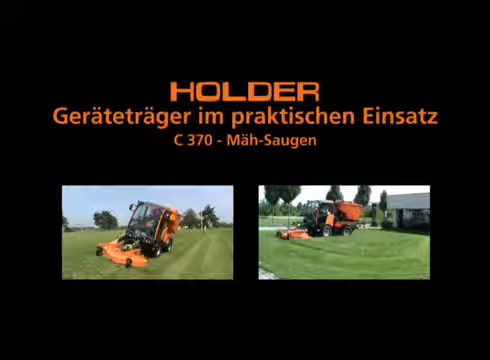 HOLDER
Geräteträger im praktischen Einsatz
C 370 - Mäh-Saugen